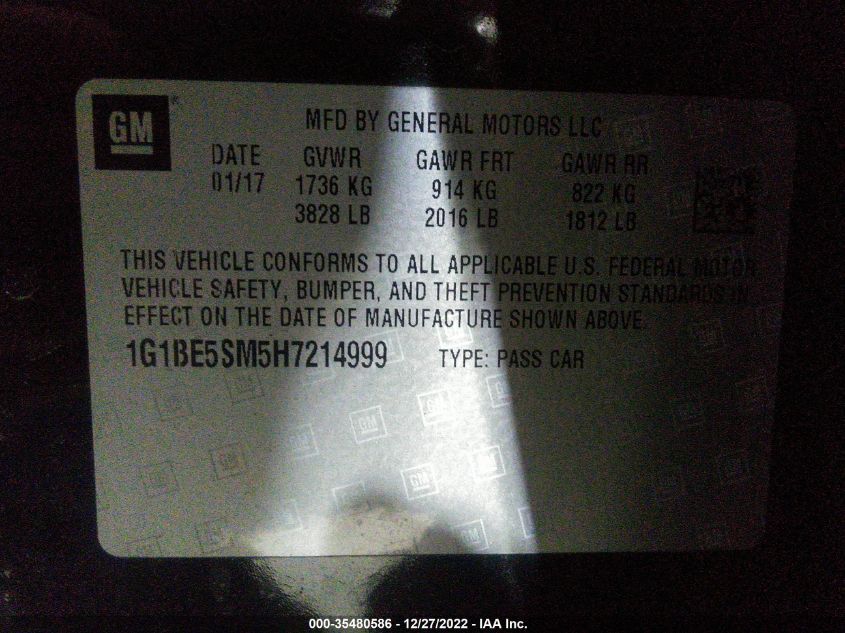 GM®
MFD BY GENERAL MOTORS LLC
DATE GVWR GAWR FRT GAWR RR
01/17 1736 KG 914 KG 822 KG
3828 LB 2016 LB 1812 LB
THIS VEHICLE CONFORMS TO ALL APPLICABLE U.S. FEDERAL MOTOR
VEHICLE SAFETY, BUMPER, AND THEFT PREVENTION STANDARDS IN
EFFECT ON THE DATE OF MANUFACTURE SHOWN ABOVE.
1G1BE5SM5H7214999 TYPE: PASS CAR
000-35480586 - 12/27/2022 - IAA Inc.